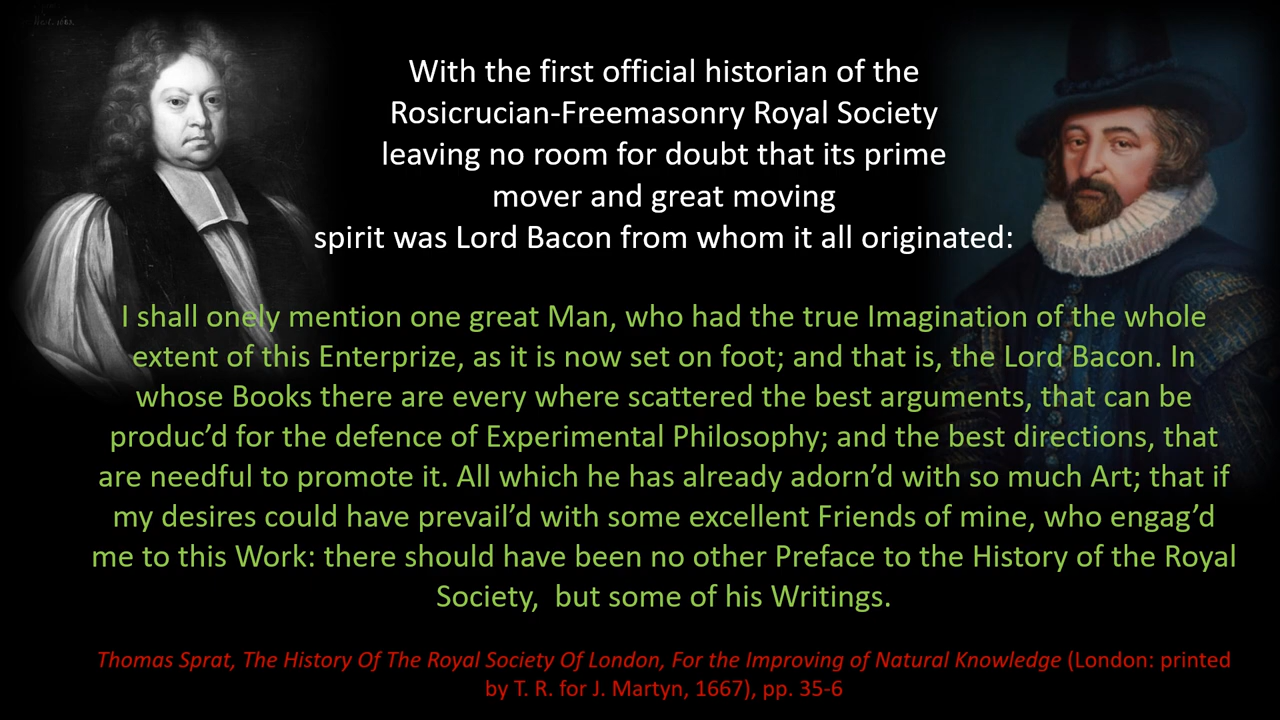 With the first official historian of the
Rosicrucian-Freemasonry Royal Society
leaving no room for doubt that its prime
mover and great moving
spirit was Lord Bacon from whom it all originated:
I shall onely mention one great Man, who had the true Imagination of the whole
extent of this Enterprize, as it is now set on foot; and that is, the Lord Bacon. In
whose Books there are every where scattered the best arguments, that can be
produc’d for the defence of Experimental Philosophy; and the best directions, that
are needful to promote it. All which he has already adorn’d with so much Art; that if
my desires could have prevail’d with some excellent Friends of mine, who engag’d
me to this Work: there should have been no other Preface to the History of the Royal
Society,  but some of his Writings.
Thomas Sprat, The History Of The Royal Society Of London, For the Improving of Natural Knowledge (London: printed
by T. R. for J. Martyn, 1667), pp. 35-6